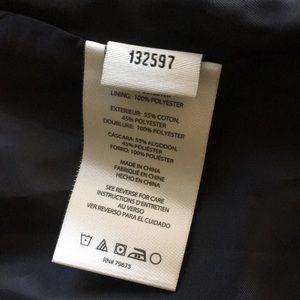 132597
LINING: 100% POLYESTER
EXTERIEUR: 55% COTON,
45% POLYESTER
DOUBLURE: 100% POLYESTER
CÁSCARA: 55% ALGODÓN,
45% POLIÉSTER
FORRO: 100% POLIÉSTER
MADE IN CHINA
FABRIQUÉ EN CHINE
HECHO EN CHINA
SEE REVERSE FOR CARE
INSTRUCTIONS D'ENTRETIEN
AU VERSO
VER REVERSO PARA EL CUIDADO
RN# 79675